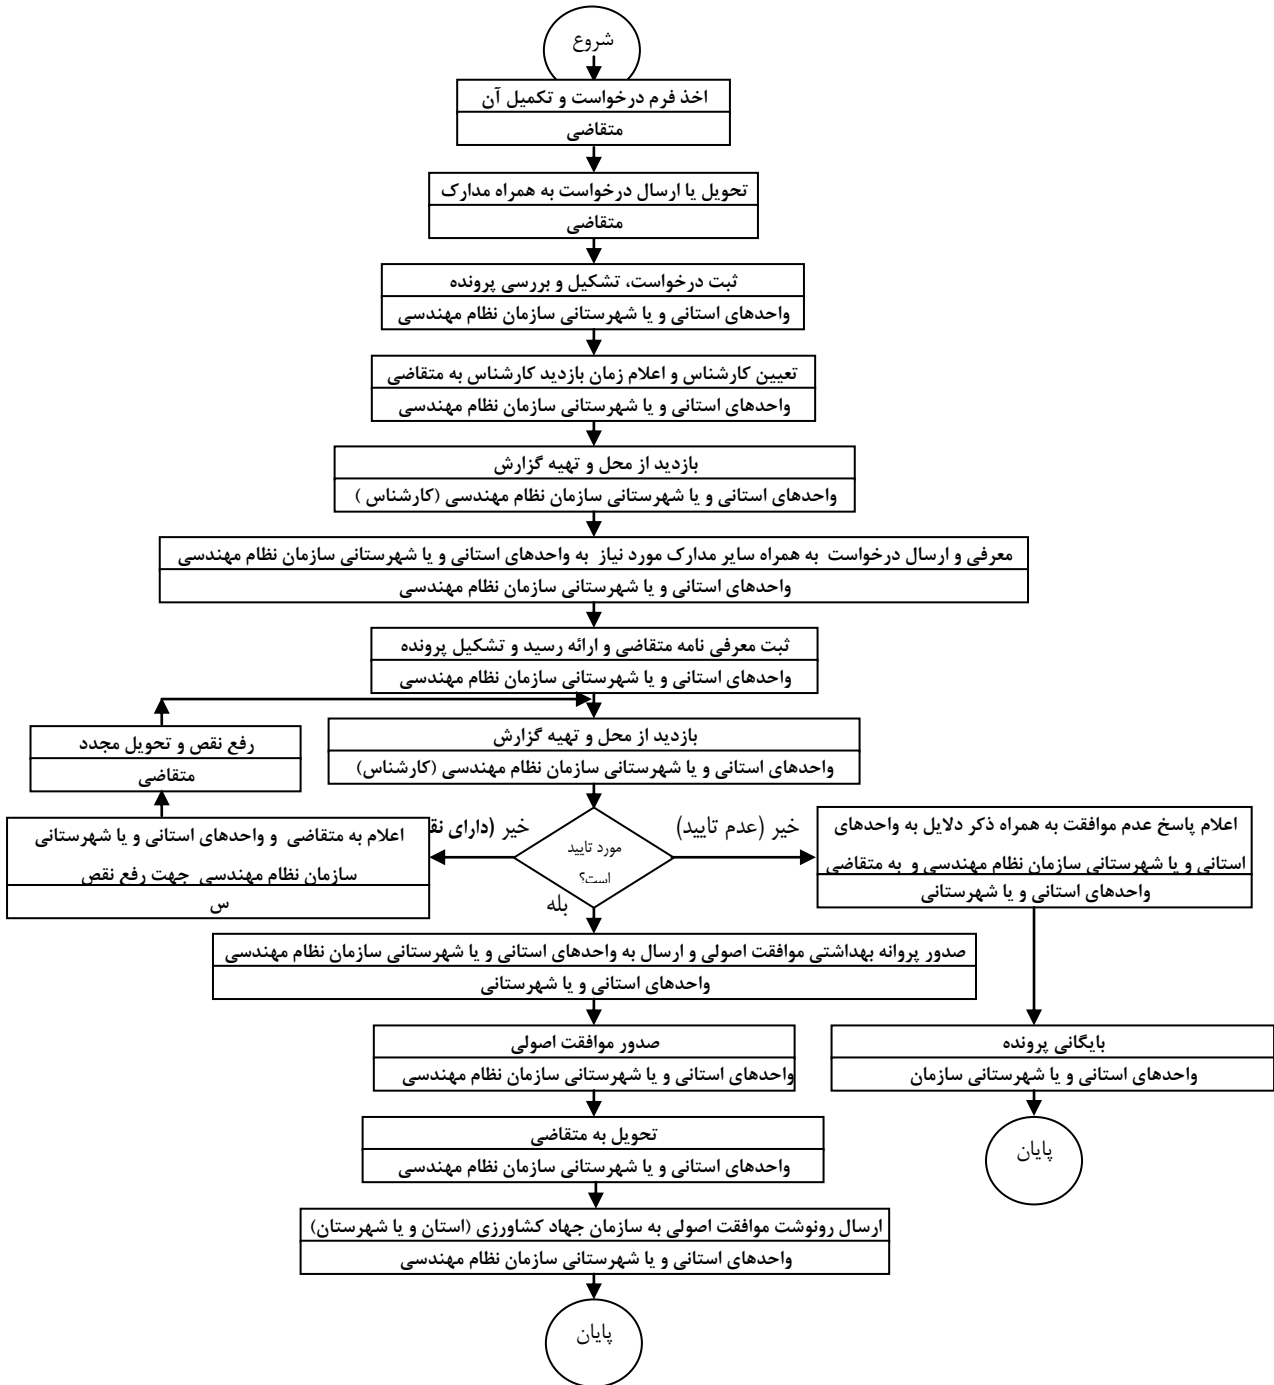 شروع
اخذ فرم درخواست و تکمیل آن
متقاضی
تحویل یا ارسال درخواست به همراه مدارک
متقاضی
ثبت درخواست، تشکیل و بررسی پرونده
واحدهای استانی و یا شهرستانی سازمان نظام مهندسی
تعیین کارشناس و اعلام زمان بازدید کارشناس به متقاضی
واحدهای استانی و یا شهرستانی سازمان نظام مهندسی
بازدید از محل و تهیه گزارش
واحدهای استانی و یا شهرستانی سازمان نظام مهندسی (کارشناس )
معرفی و ارسال درخواست به همراه سایر مدارک مورد نیاز به واحدهای استانی و یا شهرستانی سازمان نظام مهندسی
واحدهای استانی و یا شهرستانی سازمان نظام مهندسی
ثبت معرفی نامه متقاضی و ارائه رسید و تشکیل پرونده
واحدهای استانی و یا شهرستانی سازمان نظام مهندسی
بازدید از محل و تهیه گزارش
واحدهای استانی و یا شهرستانی سازمان نظام مهندسی (کارشناس)
رفع نقص و تحویل مجدد
متقاضی
مورد تایید
است؟
خیر (عدم تایید)
اعلام پاسخ عدم موافقت به همراه ذکر دلایل به واحدهای
استانی و یا شهرستانی سازمان نظام مهندسی و به متقاضی
واحدهای استانی و یا شهرستانی
خیر (دارای نق
اعلام به متقاضی و واحدهای استانی و یا شهرستانی
سازمان نظام مهندسی جهت رفع نقص
س
بله
صدور پروانه بهداشتی موافقت اصولی و ارسال به واحدهای استانی و یا شهرستانی سازمان نظام مهندسی
واحدهای استانی و یا شهرستانی
صدور موافقت اصولی
واحدهای استانی و یا شهرستانی سازمان نظام مهندسی
بایگانی پرونده
واحدهای استانی و یا شهرستانی سازمان
پایان
تحویل به متقاضی
واحدهای استانی و یا شهرستانی سازمان نظام مهندسی
ارسال رونوشت موافقت اصولی به سازمان جهاد کشاورزی (استان و یا شهرستان)
واحدهای استانی و یا شهرستانی سازمان نظام مهندسی
پایان